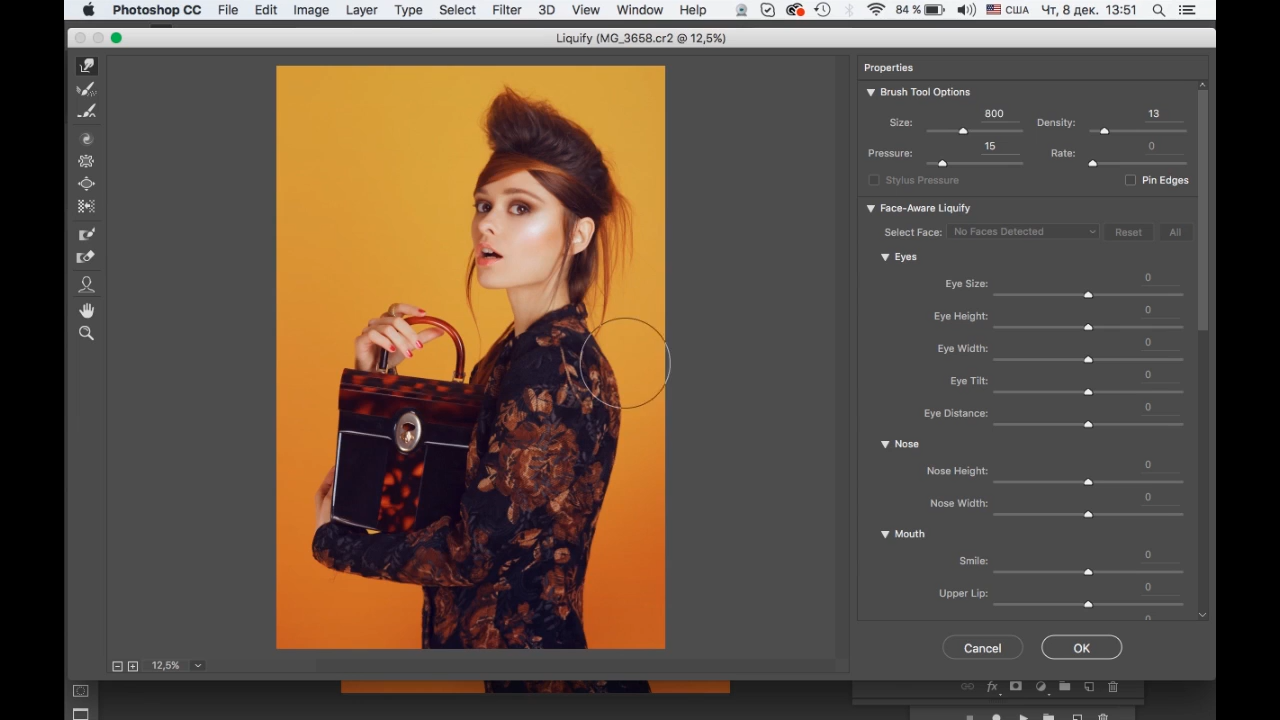 Photoshop CC File Edit Image Layer Type Select Filter 3D View Window Help 84 % США Чт, 8 дек. 13:51
Liquify (MG_3658.cr2 @ 12,5%)
Properties
Brush Tool Options
Size: 800 Density: 13
Pressure: 15 Rate: 0
Stylus Pressure Pin Edges
Face-Aware Liquify
Select Face: No Faces Detected Reset All
Eyes
Eye Size: 0
Eye Height: 0
Eye Width: 0
Eye Tilt: 0
Eye Distance: 0
Nose
Nose Height: 0
Nose Width: 0
Mouth
Smile: 0
Upper Lip: 0
Cancel OK
12,5%
fx